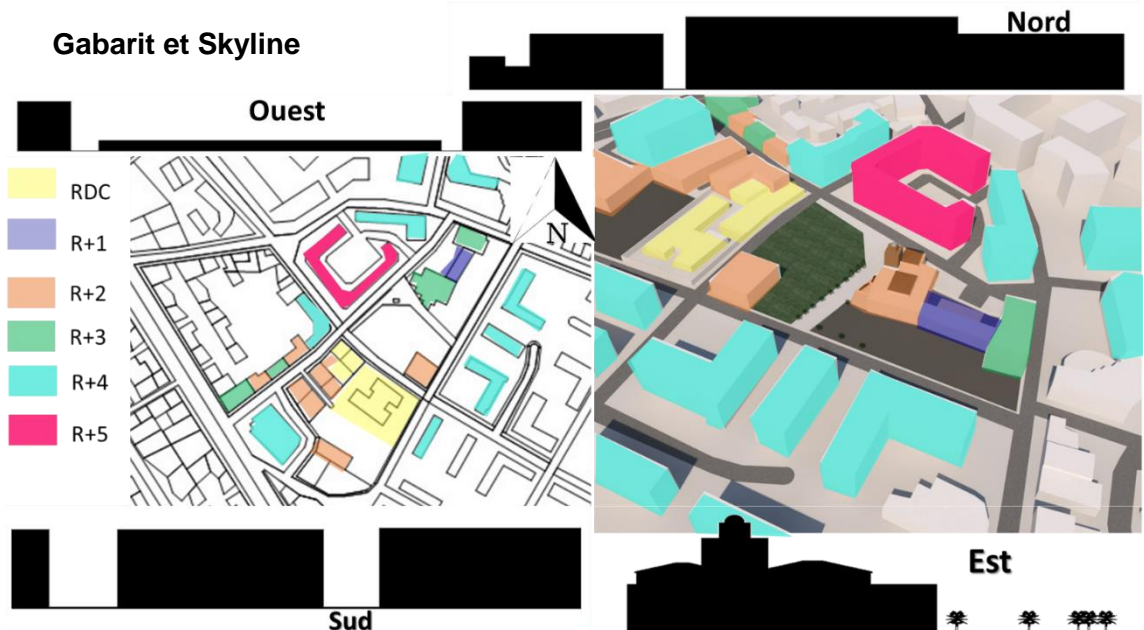 Gabarit et Skyline
Nord
Ouest
RDC
R+1
R+2
R+3
R+4
R+5
N
Sud
Est